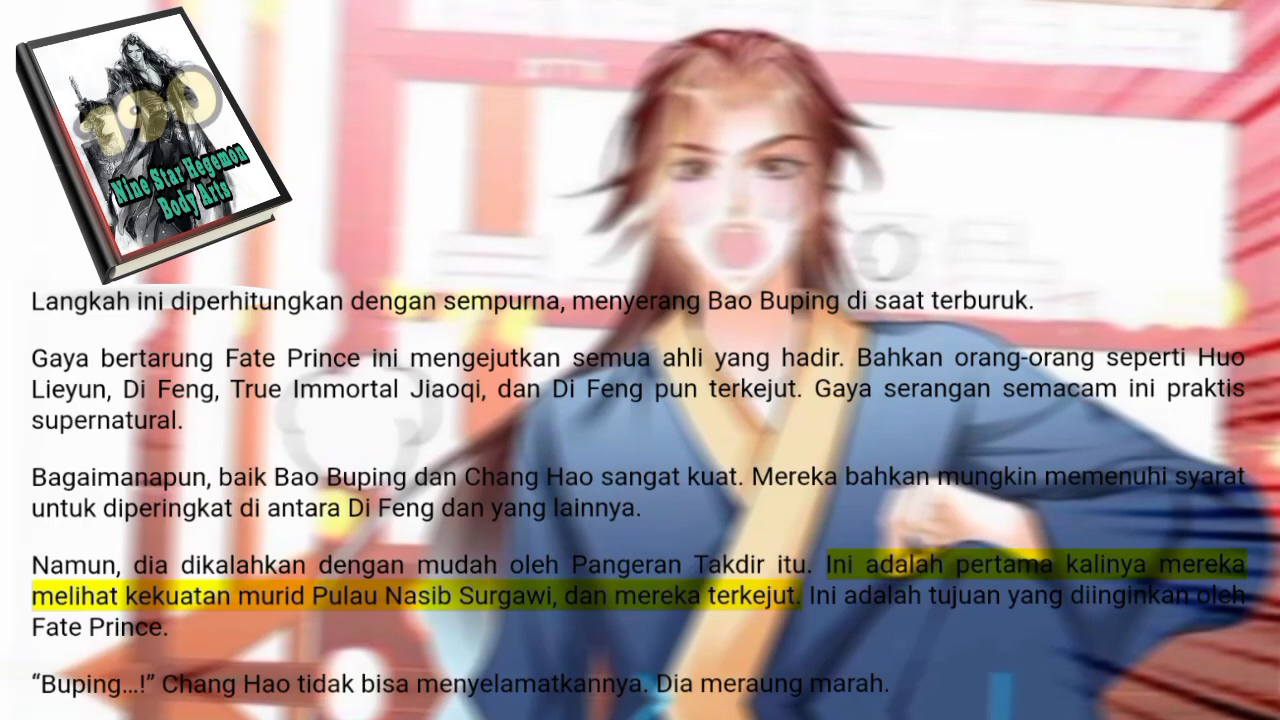 190
Nine Star Hegemon
Body Arts
Langkah ini diperhitungkan dengan sempurna, menyerang Bao Buping di saat terburuk.
Gaya bertarung Fate Prince ini mengejutkan semua ahli yang hadir. Bahkan orang-orang seperti Huo
Lieyun, Di Feng, True Immortal Jiaoqi, dan Di Feng pun terkejut. Gaya serangan semacam ini praktis
supernatural.
Bagaimanapun, baik Bao Buping dan Chang Hao sangat kuat. Mereka bahkan mungkin memenuhi syarat
untuk diperingkat di antara Di Feng dan yang lainnya.
Namun, dia dikalahkan dengan mudah oleh Pangeran Takdir itu. Ini adalah pertama kalinya mereka
melihat kekuatan murid Pulau Nasib Surgawi, dan mereka terkejut. Ini adalah tujuan yang diinginkan oleh
Fate Prince.
“Buping…!” Chang Hao tidak bisa menyelamatkannya. Dia meraung marah.